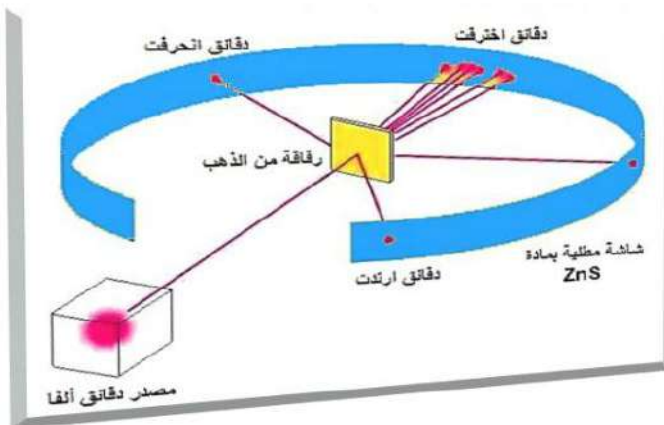 دقائق اخترقت
دقائق انحرفت
رقاقة من الذهب
شاشة مطلية بمادة
ZnS
دقائق ارتدت
مصدر دقائق ألفا